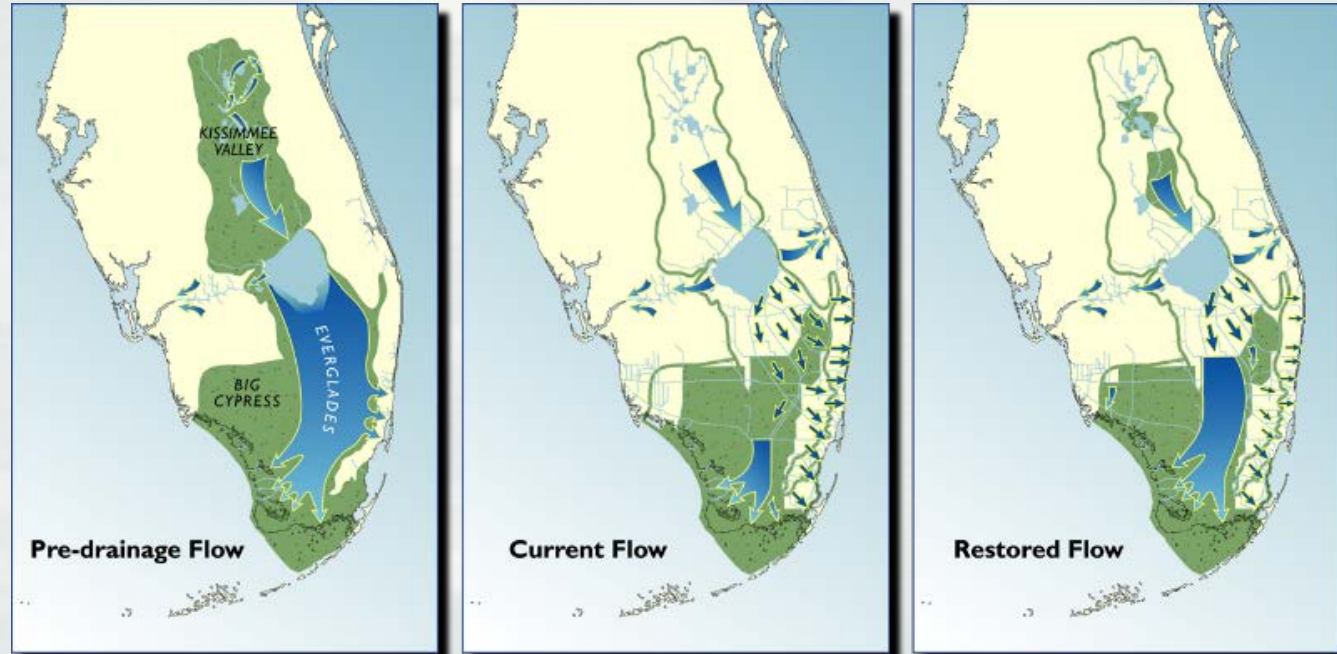 KISSIMMEE
VALLEY
EVERGLADES
BIG
CYPRESS
Pre-drainage Flow
Current Flow
Restored Flow